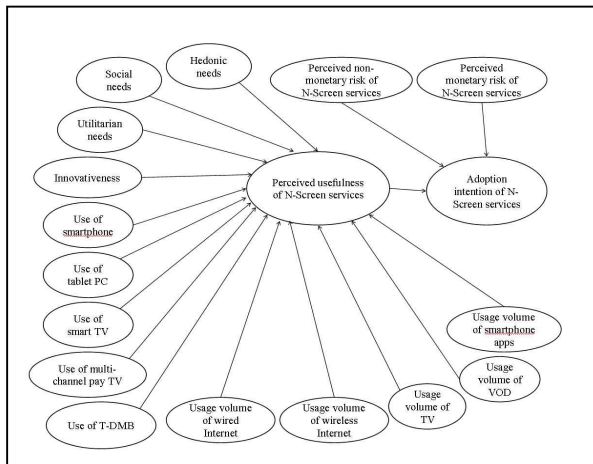 Hedonic
needs
Social
needs
Perceived non-
monetary risk of
N-Screen services
Perceived
monetary risk of
N-Screen services
Utilitarian
needs
Innovativeness
Perceived usefulness
of N-Screen services
Adoption
intention of N-
Screen services
Use of
smartphone
Use of
tablet PC
Use of
smart TV
Use of multi-
channel pay TV
Use of T-DMB
Usage volume
of wired
Internet
Usage volume
of wireless
Internet
Usage
volume of
TV
Usage
volume of
VOD
Usage volume
of smartphone
apps